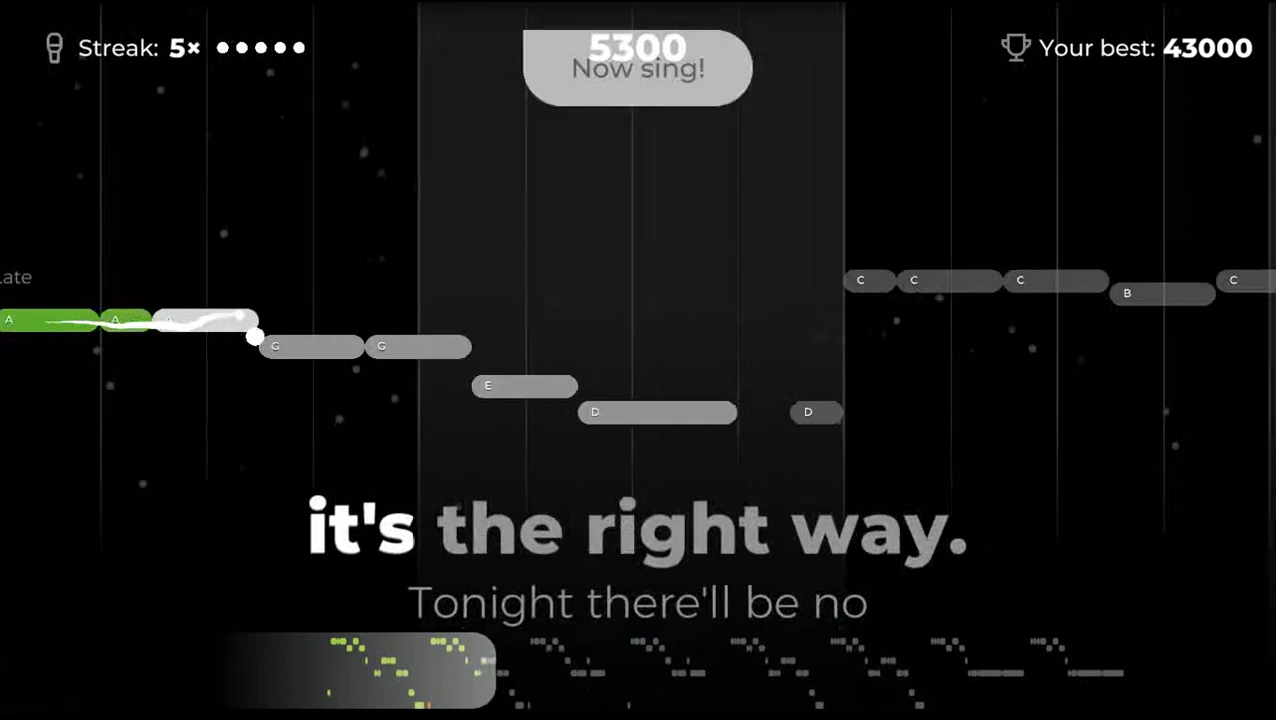 Streak: 5×
5300
Now sing!
Your best: 43000
Late
A
A
G
G
E
D
D
C
C
C
B
C
it's the right way.
Tonight there'll be no